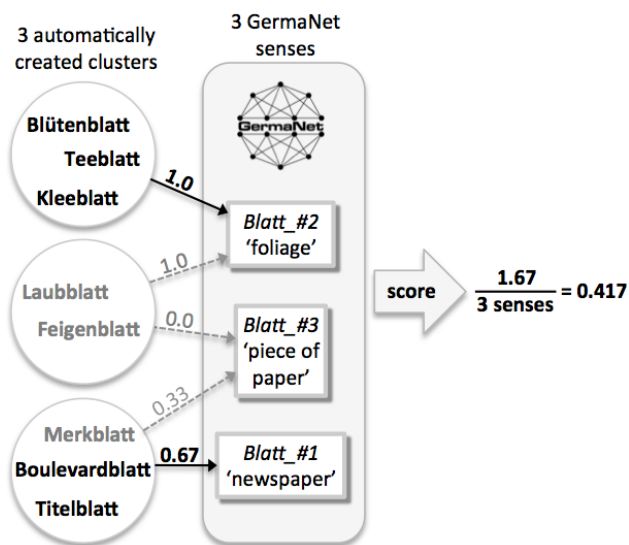 3 automatically
created clusters
3 GermaNet
senses
Blütenblatt
Teeblatt
Kleeblatt
1.0
GermaNet
Blatt_#2
‘foliage’
Laubblatt
Feigenblatt
1.0
0.0
Blatt_#3
‘piece of
paper’
score
1.67
3 senses
= 0.417
0.33
Merkblatt
Boulevardblatt
Titelblatt
0.67
Blatt_#1
‘newspaper’